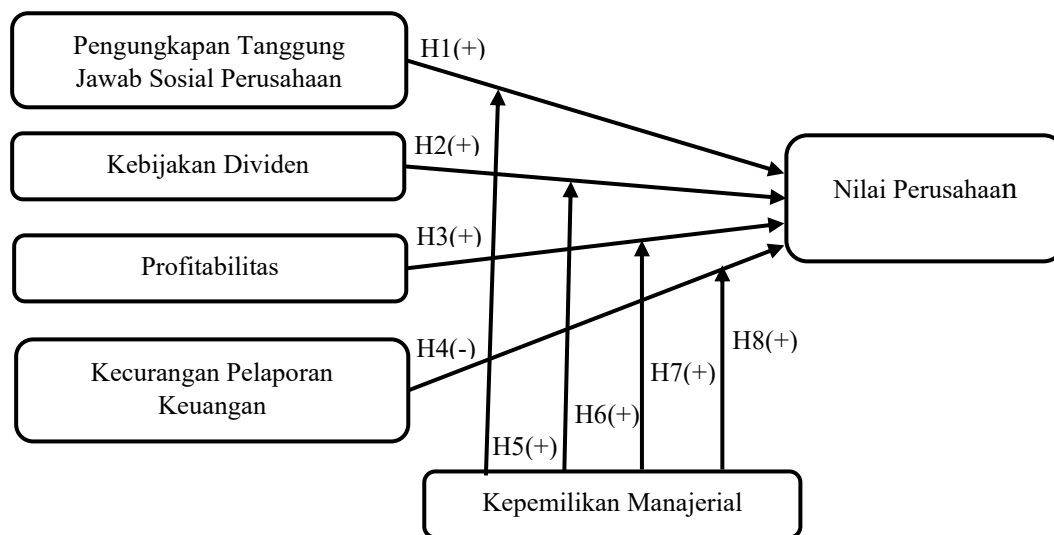 Pengungkapan Tanggung
Jawab Sosial Perusahaan
H1(+)
Kebijakan Dividen
H2(+)
Nilai Perusahaan
Profitabilitas
H3(+)
Kecurangan Pelaporan
Keuangan
H4(-)
H8(+)
H7(+)
H6(+)
H5(+)
Kepemilikan Manajerial